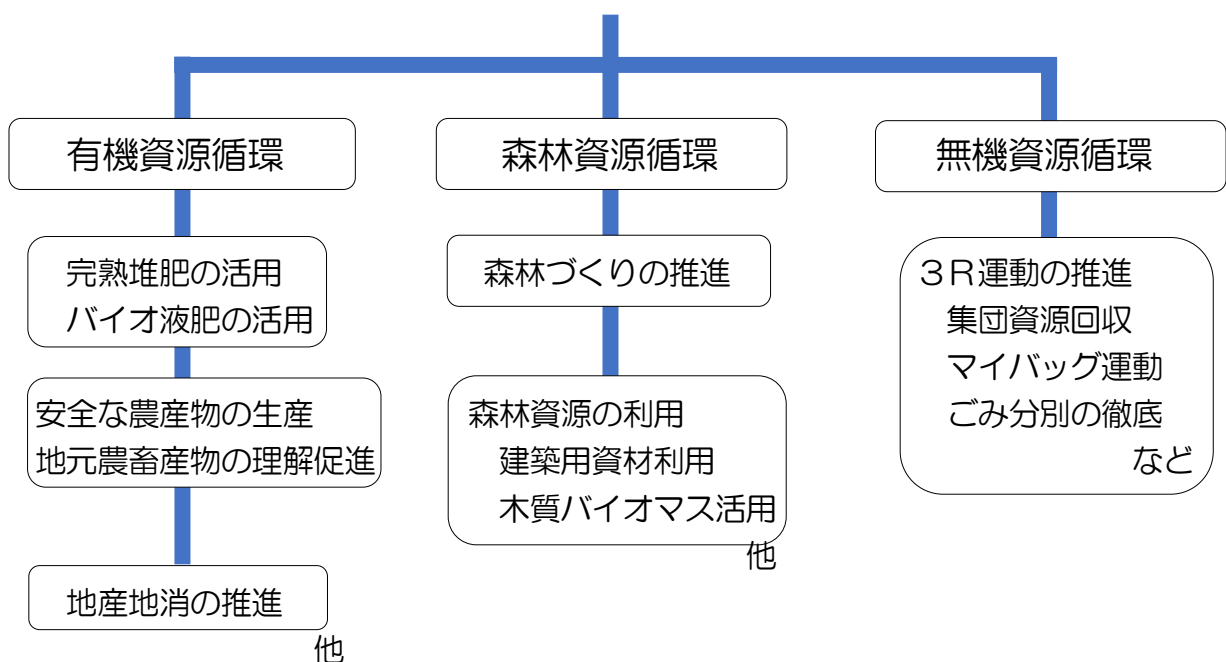 有機資源循環
完熟堆肥の活用
バイオ液肥の活用
安全な農産物の生産
地元農畜産物の理解促進
地産地消の推進
他
森林資源循環
森林づくりの推進
森林資源の利用
建築用資材利用
木質バイオマス活用
他
無機資源循環
３Ｒ運動の推進
集団資源回収
マイバッグ運動
ごみ分別の徹底
など